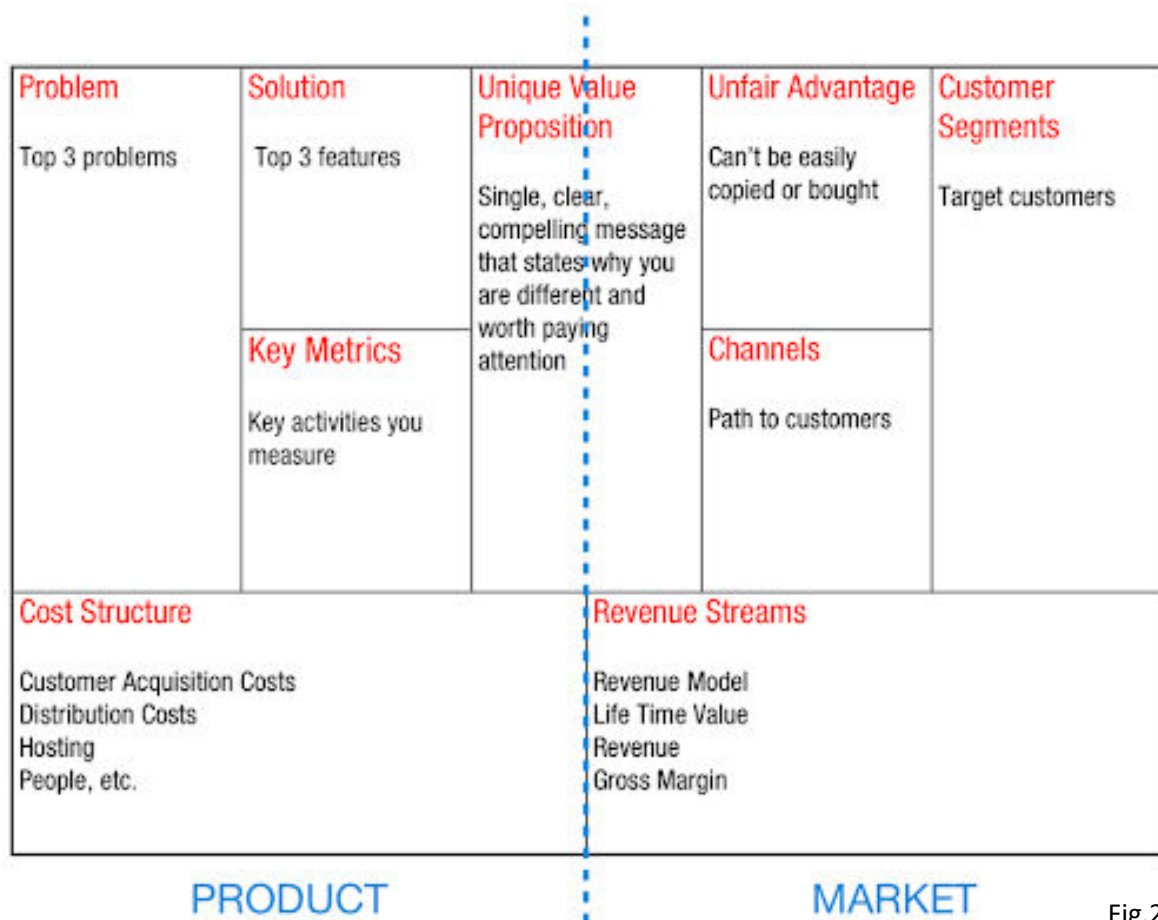 Problem
Top 3 problems
Solution
Top 3 features
Key Metrics
Key activities you
measure
Unique Value
Proposition
Single, clear,
compelling message
that states why you
are different and
worth paying
attention
Unfair Advantage
Can't be easily
copied or bought
Channels
Path to customers
Customer
Segments
Target customers
Cost Structure
Customer Acquisition Costs
Distribution Costs
Hosting
People, etc.
Revenue Streams
Revenue Model
Life Time Value
Revenue
Gross Margin
PRODUCT
MARKET
Fig 2